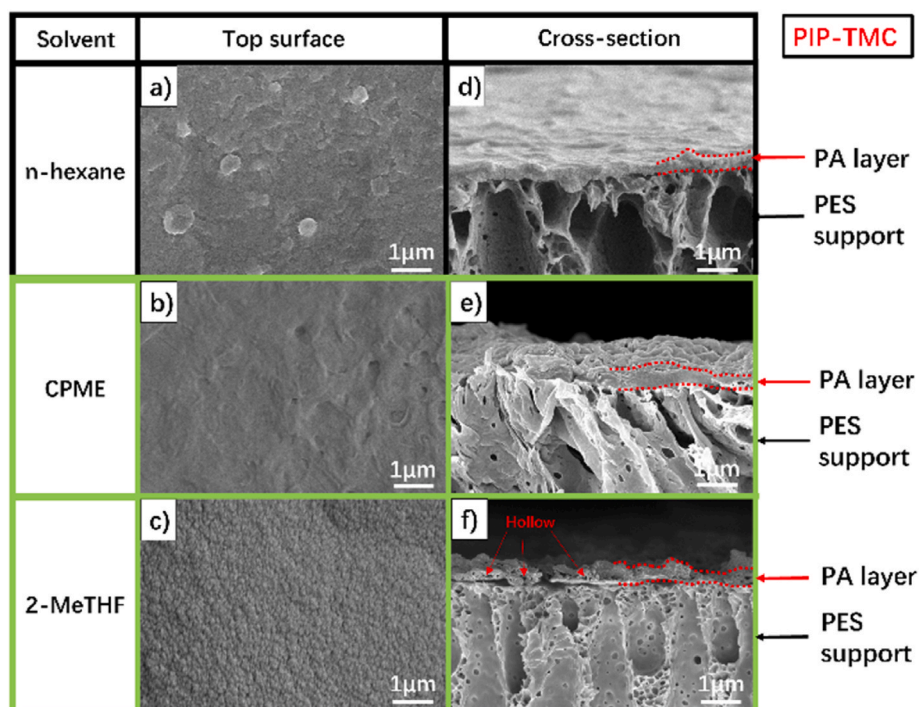 Solvent
Top surface
Cross-section
PIP-TMC
n-hexane
a)
1μm
d)
1μm
PA layer
PES
support
CPME
b)
1μm
e)
1μm
PA layer
PES
support
2-MeTHF
c)
1μm
f)
Hollow
1μm
PA layer
PES
support